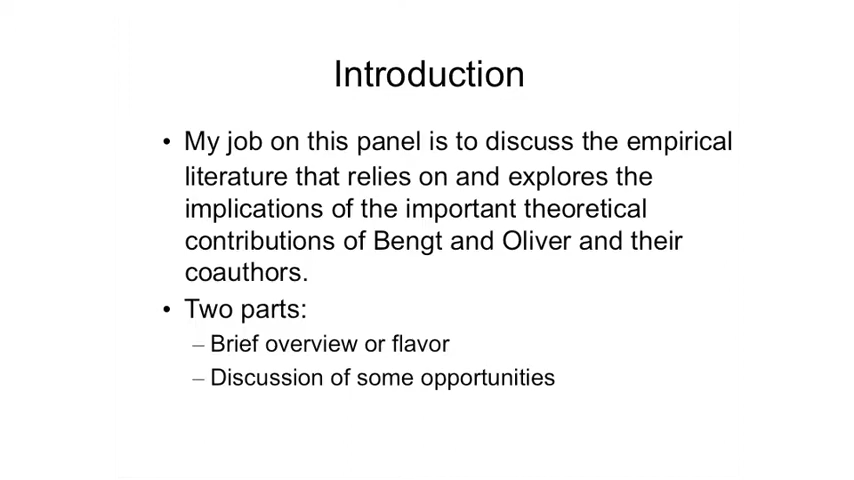 Introduction
• My job on this panel is to discuss the empirical
literature that relies on and explores the
implications of the important theoretical
contributions of Bengt and Oliver and their
coauthors.
• Two parts:
– Brief overview or flavor
– Discussion of some opportunities